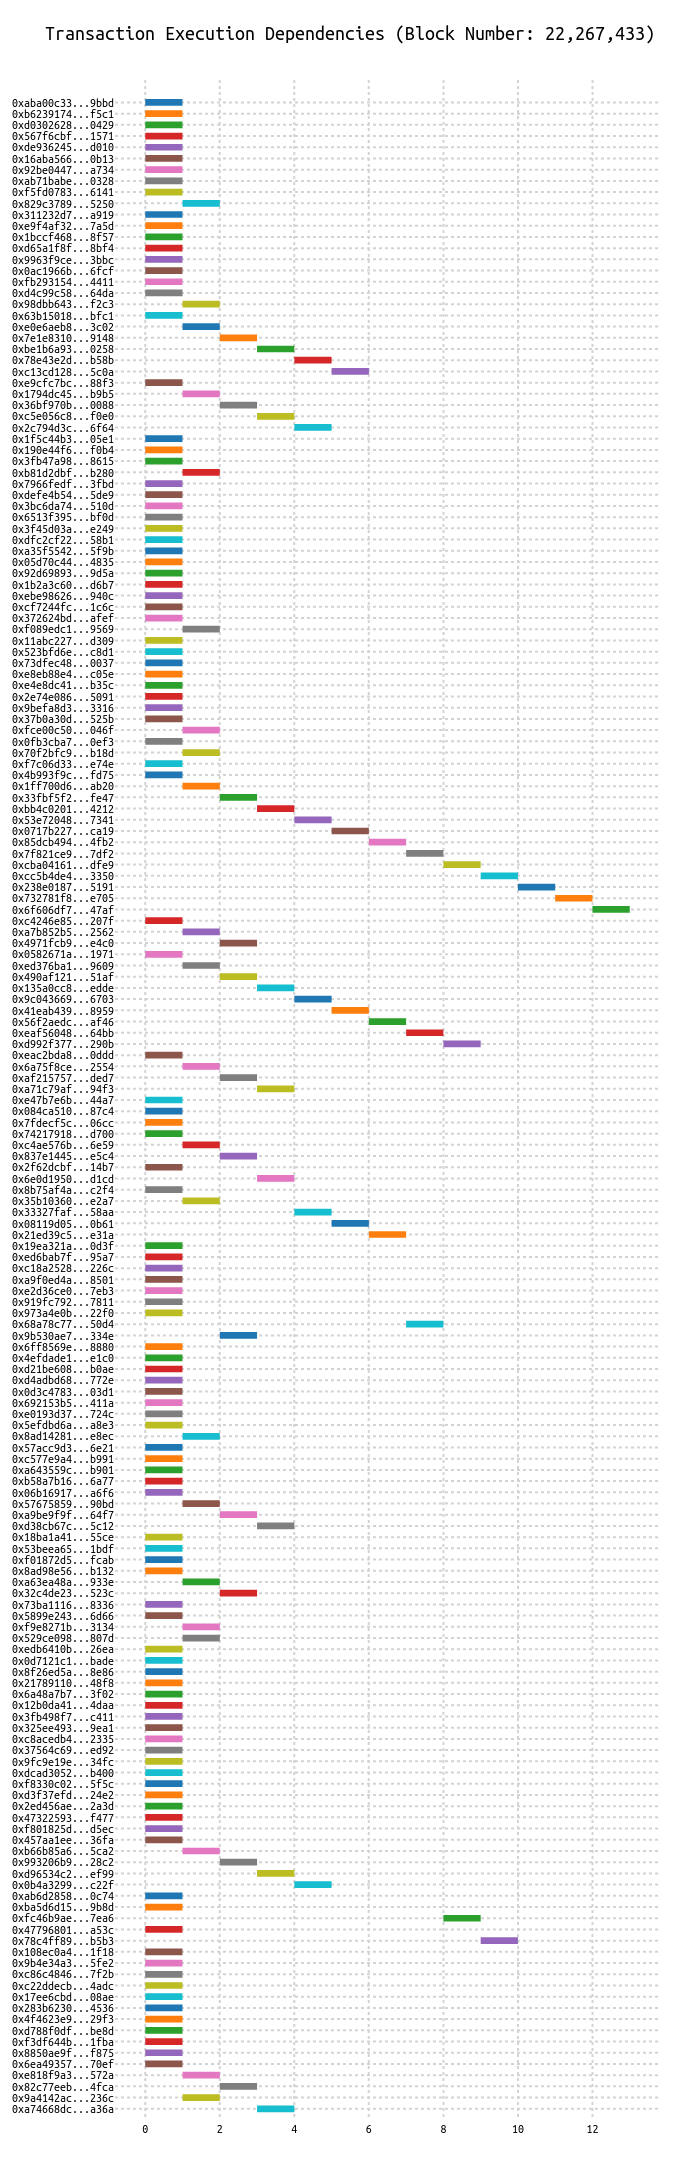 Transaction Execution Dependencies (Block Number: 22,267,433)
0xaba00c33...9bbd
0xb6239174...f5c1
0xd0302628...0429
0x567f6cbf...1571
0xde936245...d010
0x16aba566...0b13
0x92be0447...a734
0xab71babe...0328
0xf5fd0783...6141
0x829c3789...5250
0x311232d7...a919
0xe9f4af32...7a5d
0x1bccf468...8f57
0xd65a1f8f...8bf4
0x9963f9ce...3bbc
0x0ac1966b...6fcf
0xfb293154...4411
0xd4c99c58...64da
0x98dbb643...f2c3
0x63b15018...bfc1
0xe0e6aeb8...3c02
0x7e1e8310...9148
0xbe1b6a93...0258
0x78e43e2d...b58b
0xc13cd128...5c0a
0xe9cfc7bc...88f3
0x1794dc45...b9b5
0x36bf970b...0088
0xc5e056c8...f0e0
0x2c794d3c...6f64
0x1f5c44b3...05e1
0x190e44f6...f0b4
0x3fb47a98...8615
0xb81d2dbf...b280
0x7966fedf...3fbd
0xdefe4b54...5de9
0x3bc6da74...510d
0x6513f395...bf0d
0x3f45d03a...e249
0xdfc2cf22...58b1
0xa35f5542...5f9b
0x05d70c44...4835
0x92d69893...9d5a
0x1b2a3c60...d6b7
0xebe98626...940c
0xcf7244fc...1c6c
0x372624bd...afef
0xf089edc1...9569
0x11abc227...d309
0x523bfd6e...c8d1
0x73dfec48...0037
0xe8eb88e4...c05e
0xe4e8dc41...b35c
0x2e74e086...5091
0x9befa8d3...3316
0x37b0a30d...525b
0xfce00c50...046f
0x0fb3cba7...0ef3
0x70f2bfc9...b18d
0xf7c06d33...e74e
0x4b993f9c...fd75
0x1ff700d6...ab20
0x33fbf5f2...fe47
0xbb4c0201...4212
0x53e72048...7341
0x0717b227...ca19
0x85dcb494...4fb2
0x7f821ce9...7df2
0xcba04161...dfe9
0xcc5b4de4...3350
0x238e0187...5191
0x732781f8...e705
0x6f606df7...47af
0xc4246e85...207f
0xa7b852b5...2562
0x4971fcb9...e4c0
0x0582671a...1971
0xed376ba1...9609
0x490af121...51af
0x135a0cc8...edde
0x9c043669...6703
0x41eab439...8959
0x56f2aedc...af46
0xeaf56048...64bb
0xd992f377...290b
0xeac2bda8...0ddd
0x6a75f8ce...2554
0xaf215757...ded7
0xa71c79af...94f3
0xe47b7e6b...44a7
0x084ca510...87c4
0x7fdecf5c...06cc
0x74217918...d700
0xc4ae576b...6e59
0x837e1445...e5c4
0x2f62dcbf...14b7
0x6e0d1950...d1cd
0x8b75af4a...c2f4
0x35b10360...e2a7
0x33327faf...58aa
0x08119d05...0b61
0x21ed39c5...e31a
0x19ea321a...0d3f
0xed6bab7f...95a7
0xc18a2528...226c
0xa9f0ed4a...8501
0xe2d36ce0...7eb3
0x919fc792...7811
0x973a4e0b...22f0
0x68a78c77...50d4
0x9b530ae7...334e
0x6ff8569e...8880
0x4efdade1...e1c0
0xd21be608...b0ae
0xd4adbd68...772e
0x0d3c4783...03d1
0x692153b5...411a
0xe0193d37...724c
0x5efdbd6a...a8e3
0x8ad14281...e8ec
0x57acc9d3...6e21
0xc577e9a4...b991
0xa643559c...b901
0xb58a7b16...6a77
0x06b16917...a6f6
0x57675859...90bd
0xa9be9f9f...64f7
0xd38cb67c...5c12
0x18ba1a41...55ce
0x53beea65...1bdf
0xf01872d5...fcab
0x8ad98e56...b132
0xa63ea48a...933e
0x32c4de23...523c
0x73ba1116...8336
0x5899e243...6d66
0xf9e8271b...3134
0x529ce098...807d
0xedb6410b...26ea
0x0d7121c1...bade
0x8f26ed5a...8e86
0x21789110...48f8
0x6a48a7b7...3f02
0x12b0da41...4daa
0x3fb498f7...c411
0x325ee493...9ea1
0xc8acedb4...2335
0x37564c69...ed92
0x9fc9e19e...34fc
0xdcad3052...b400
0xf8330c02...5f5c
0xd3f37efd...24e2
0x2ed456ae...2a3d
0x47322593...f477
0xf801825d...d5ec
0x457aa1ee...36fa
0xb66b85a6...5ca2
0x993206b9...28c2
0xd96534c2...ef99
0x0b4a3299...c22f
0xab6d2858...0c74
0xba5d6d15...9b8d
0xfc46b9ae...7ea6
0x47796801...a53c
0x78c4ff89...b5b3
0x108ec0a4...1f18
0x9b4e34a3...5fe2
0xc86c4846...7f2b
0xc22ddecb...4adc
0x17ee6cbd...08ae
0x283b6230...4536
0x4f4623e9...29f3
0xd788f0df...be8d
0xf3df644b...1fba
0x8850ae9f...f875
0x6ea49357...70ef
0xe818f9a3...572a
0x82c77eeb...4fca
0x9a4142ac...236c
0xa74668dc...a36a
0 2 4 6 8 10 12